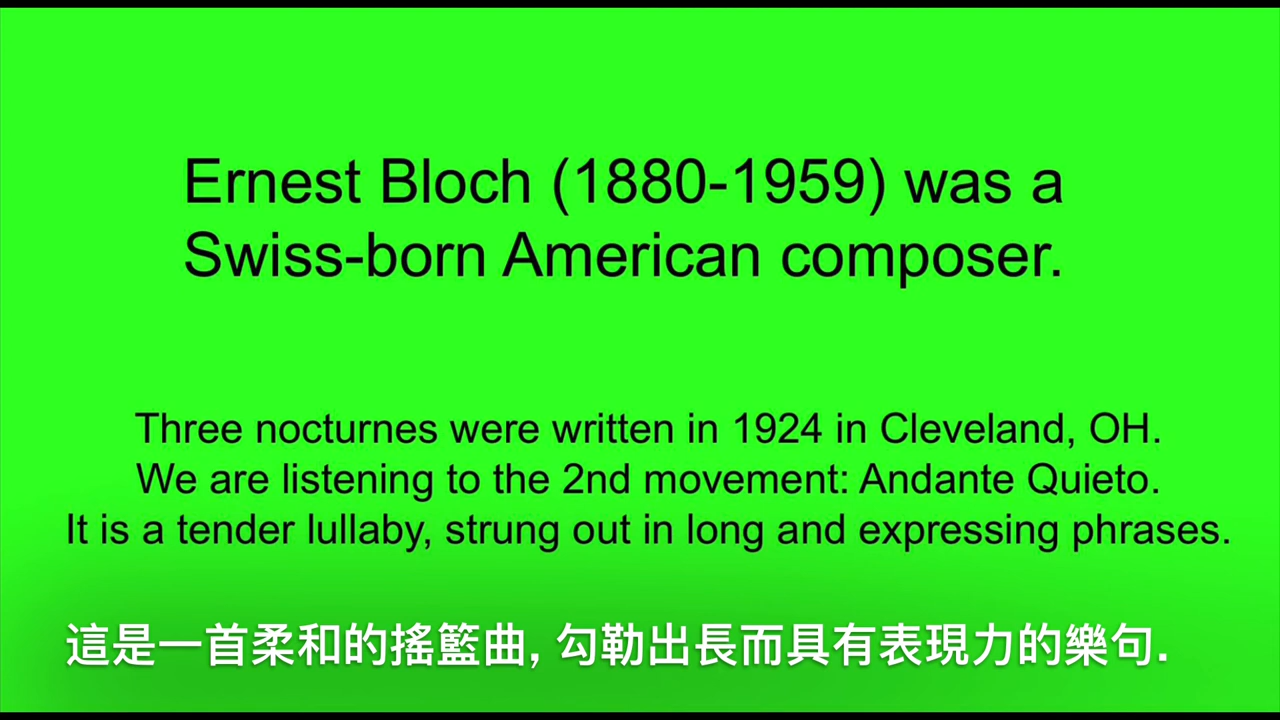 Ernest Bloch (1880-1959) was a
Swiss-born American composer.
Three nocturnes were written in 1924 in Cleveland, OH.
We are listening to the 2nd movement: Andante Quieto.
It is a tender lullaby, strung out in long and expressing phrases.
這是一首柔和的搖籃曲, 勾勒出長而具有表現力的樂句.